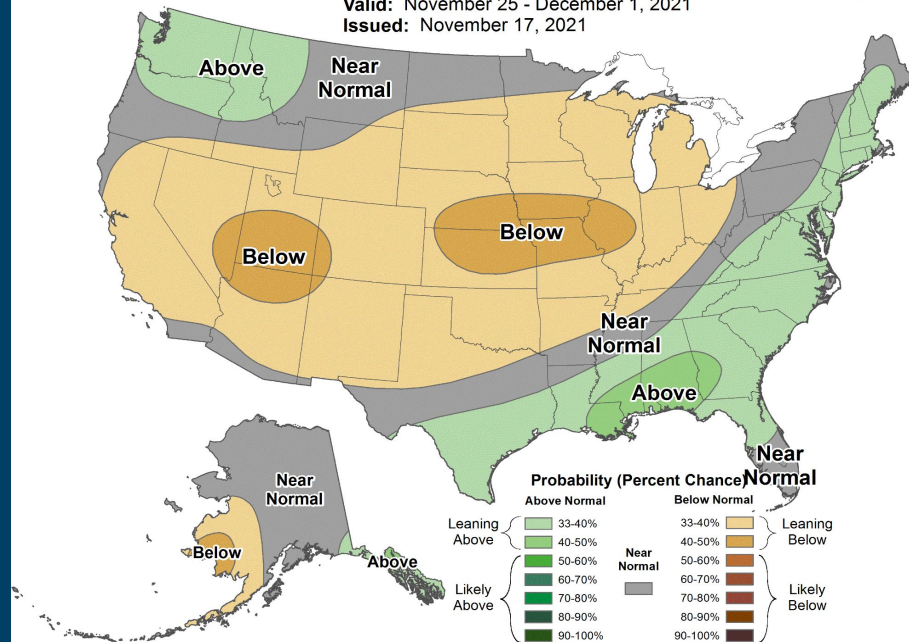 Valid: November 25 - December 1, 2021
Issued: November 17, 2021
Above
Near
Normal
Below
Below
Near
Normal
Above
Near
Normal
Near
Normal
Below
Above
Probability (Percent Chance)
Above Normal
Below Normal
Leaning
Above
33-40%
40-50%
Likely
Above
50-60%
60-70%
70-80%
80-90%
90-100%
Near
Normal
33-40%
40-50%
Leaning
Below
50-60%
60-70%
70-80%
80-90%
90-100%
Likely
Below